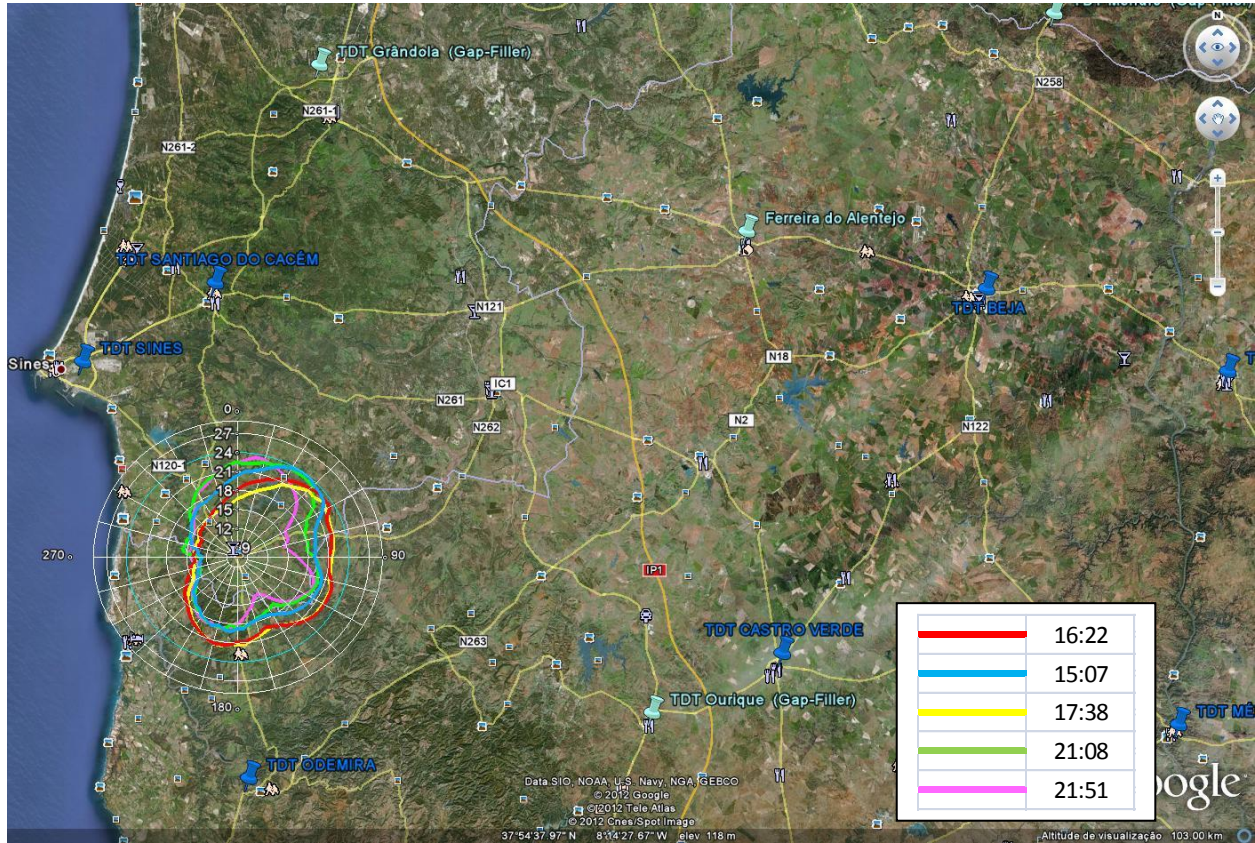 TDT Grândola (Gap-Filler)
N
N258
N261-1
N261-2
Ferreira do Alentejo
TDT SANTIAGO DO CACÉM
TDT BEJA
N121
TDT SINES
Sines
N18
IC1
N261
N2
N262
N122
0
27
24
21
18
15
12
9
N120-1
270
90
180
IP1
N263
TDT CASTRO VERDE
TDT Ourique (Gap-Filler)
TDT MÉ
TDT ODEMIRA
16:22
15:07
17:38
21:08
21:51
Data SIO, NOAA, U.S. Navy, NGA, GEBCO
© 2012 Google
© 2012 Tele Atlas
© 2012 Cnes/Spot Image
oogle
37°54'37.97" N 8°14'27.67" W elev 118 m
Altitude de visualização 103.00 km